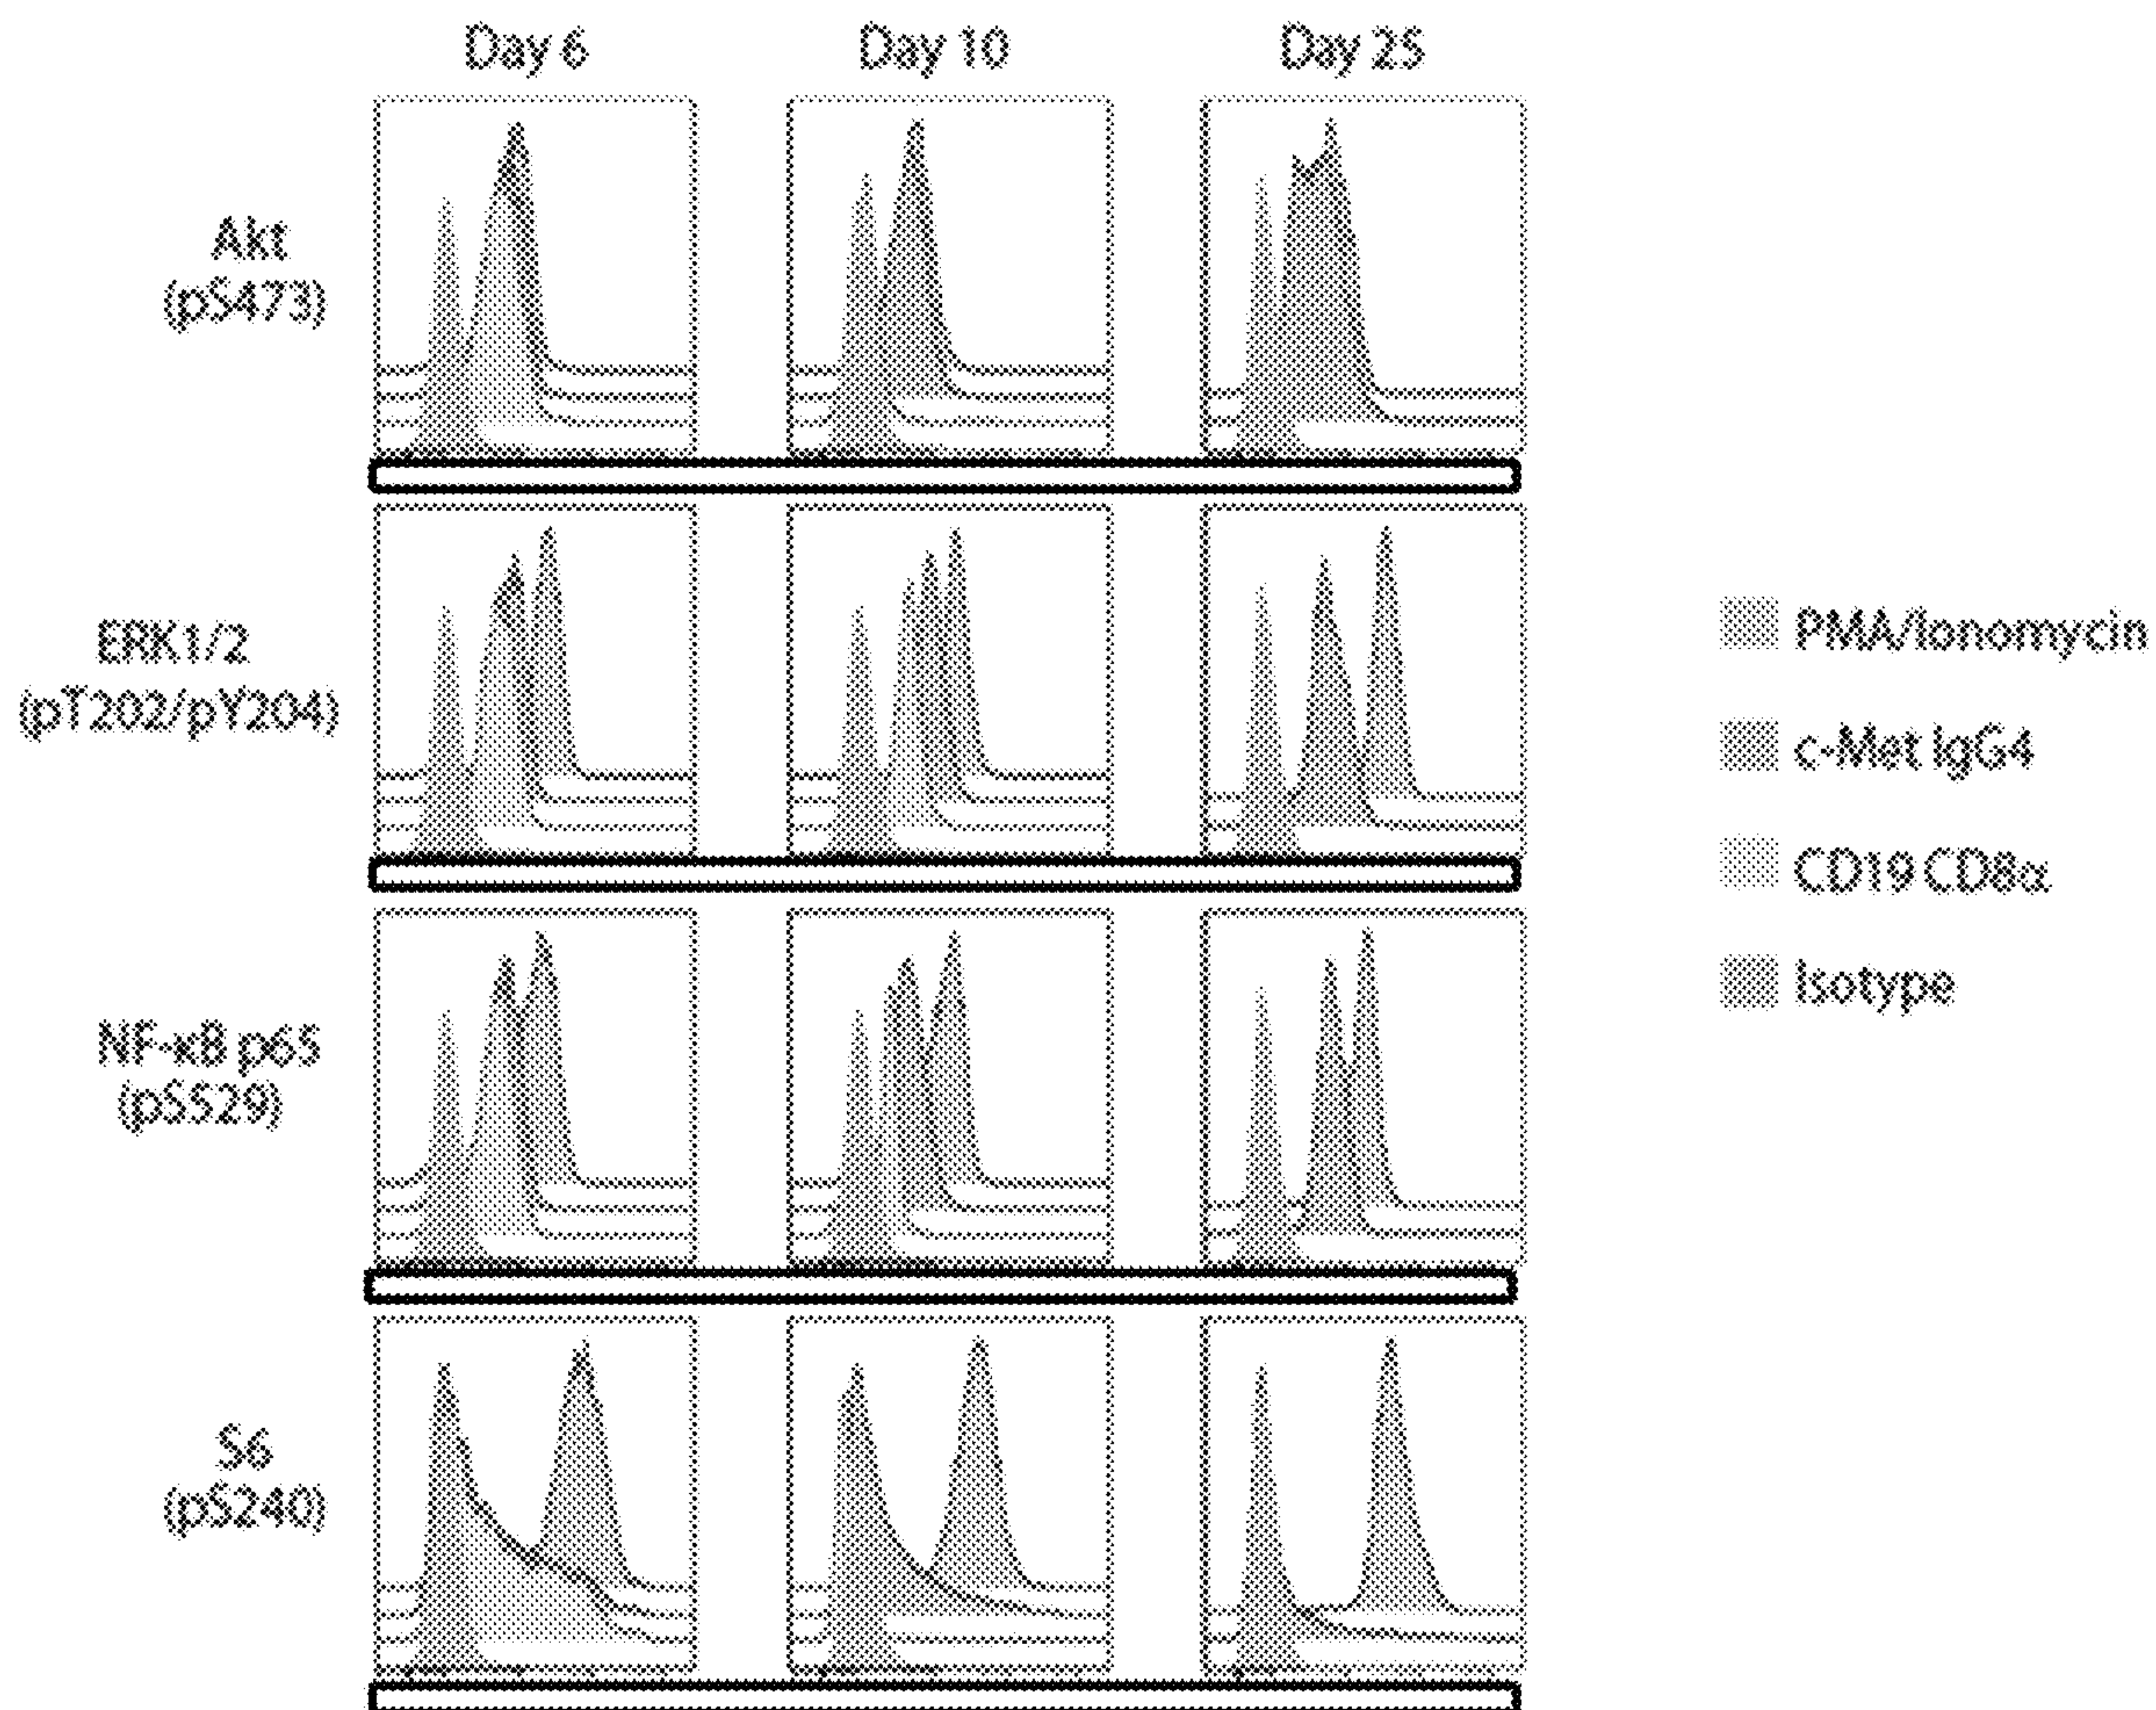 Day 6 Day 10 Day 25
Akt
(pS473)
ERK1/2
(pT202/pY204)
PMA/Ionomycin
c-Met IgG4
CD19 CD8α
Isotype
NF-κB p65
(pS529)
S6
(pS240)